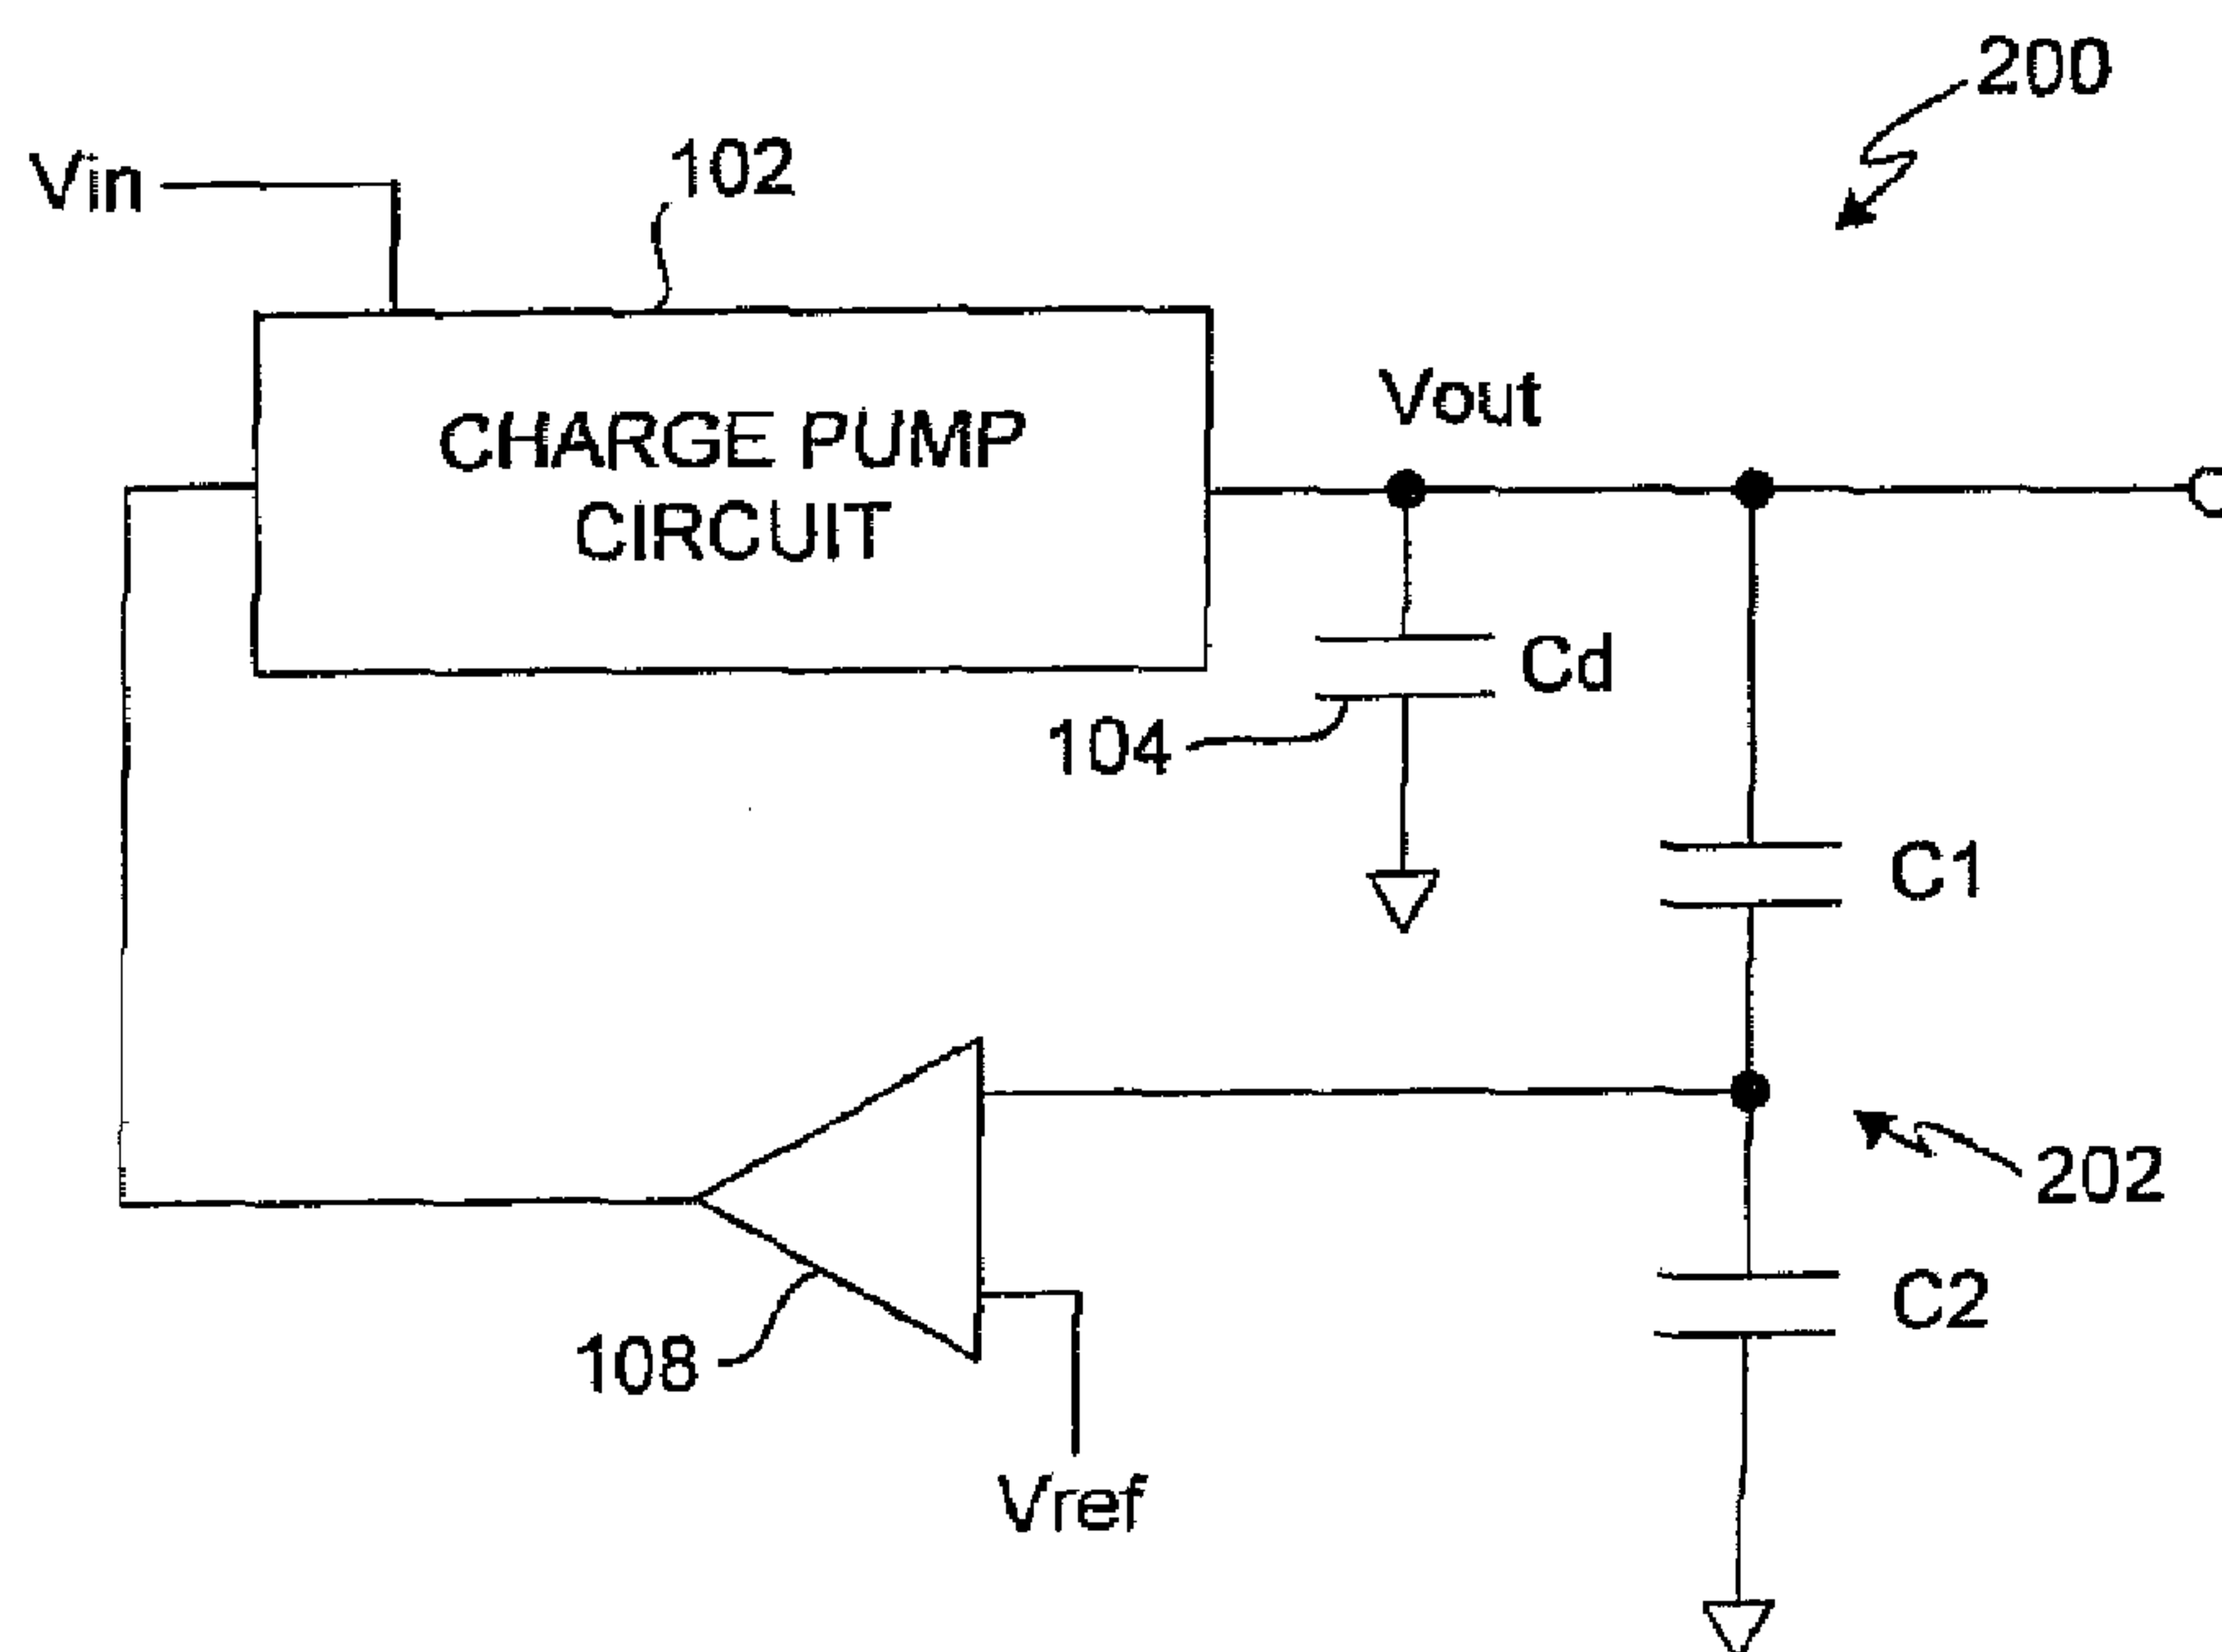 200
102
Vin
Vout
CHARGE PUMP
CIRCUIT
Cd
104
C1
202
C2
108
Vref